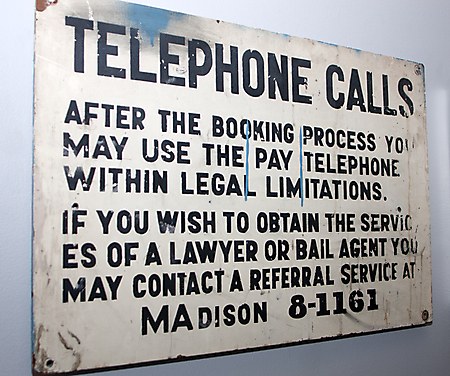 TELEPHONE CALLS
AFTER THE BOOKING PROCESS YOU
MAY USE THE PAY TELEPHONE
WITHIN LEGAL LIMITATIONS.
IF YOU WISH TO OBTAIN THE SERVIC
ES OF A LAWYER OR BAIL AGENT YOU
MAY CONTACT A REFERRAL SERVICE AT
MADISON 8-1161